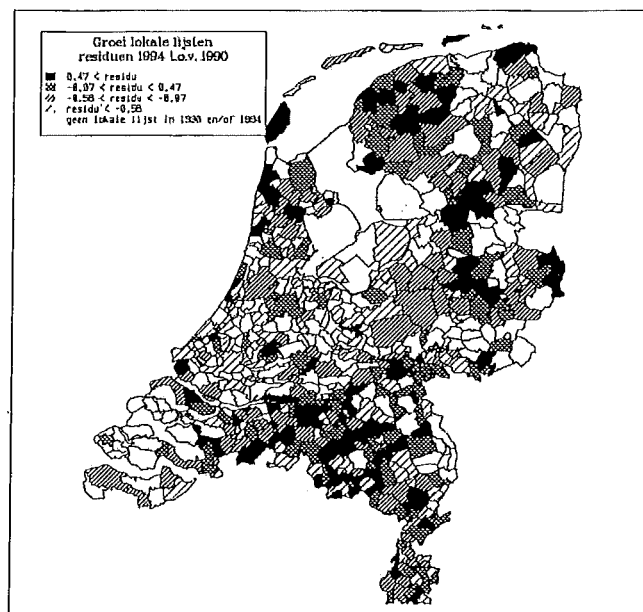 Groei lokale lijsten
residuen 1994 t.o.v. 1990
0.47 < residu
-0.07 < residu < 0.47
-0.58 < residu < -0.07
residu < -0.58
geen lokale lijst in 1990 en/of 1994